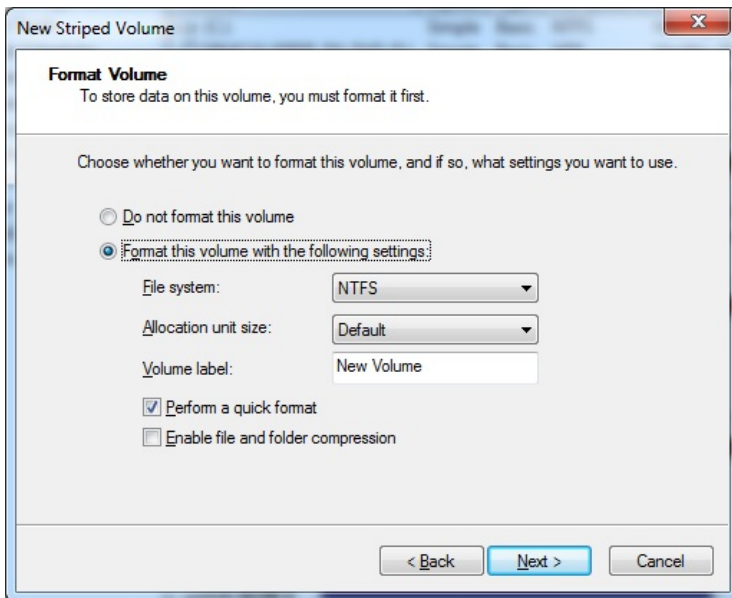 New Striped Volume
Format Volume
To store data on this volume, you must format it first.
Choose whether you want to format this volume, and if so, what settings you want to use.
Do not format this volume
Format this volume with the following settings:
File system: NTFS
Allocation unit size: Default
Volume label: New Volume
Perform a quick format
Enable file and folder compression
< Back Next > Cancel